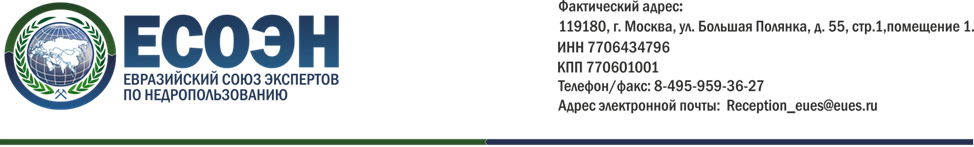 ЕСОЭН
ЕВРАЗИЙСКИЙ СОЮЗ ЭКСПЕРТОВ
ПО НЕДРОПОЛЬЗОВАНИЮ
Фактический адрес:
119180, г. Москва, ул. Большая Полянка, д. 55, стр.1,помещение 1.
ИНН 7706434796
КПП 770601001
Телефон/факс: 8-495-959-36-27
Адрес электронной почты: Reception_eues@eues.ru